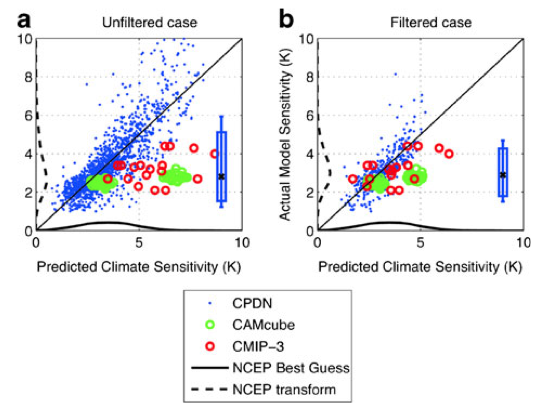 a
Unfiltered case
b
Filtered case
10
8
6
4
2
0
0
5
10
Predicted Climate Sensitivity (K)
Actual Model Sensitivity (K)
10
8
6
4
2
0
0
5
10
Predicted Climate Sensitivity (K)
CPDN
CAMcube
CMIP-3
NCEP Best Guess
NCEP transform